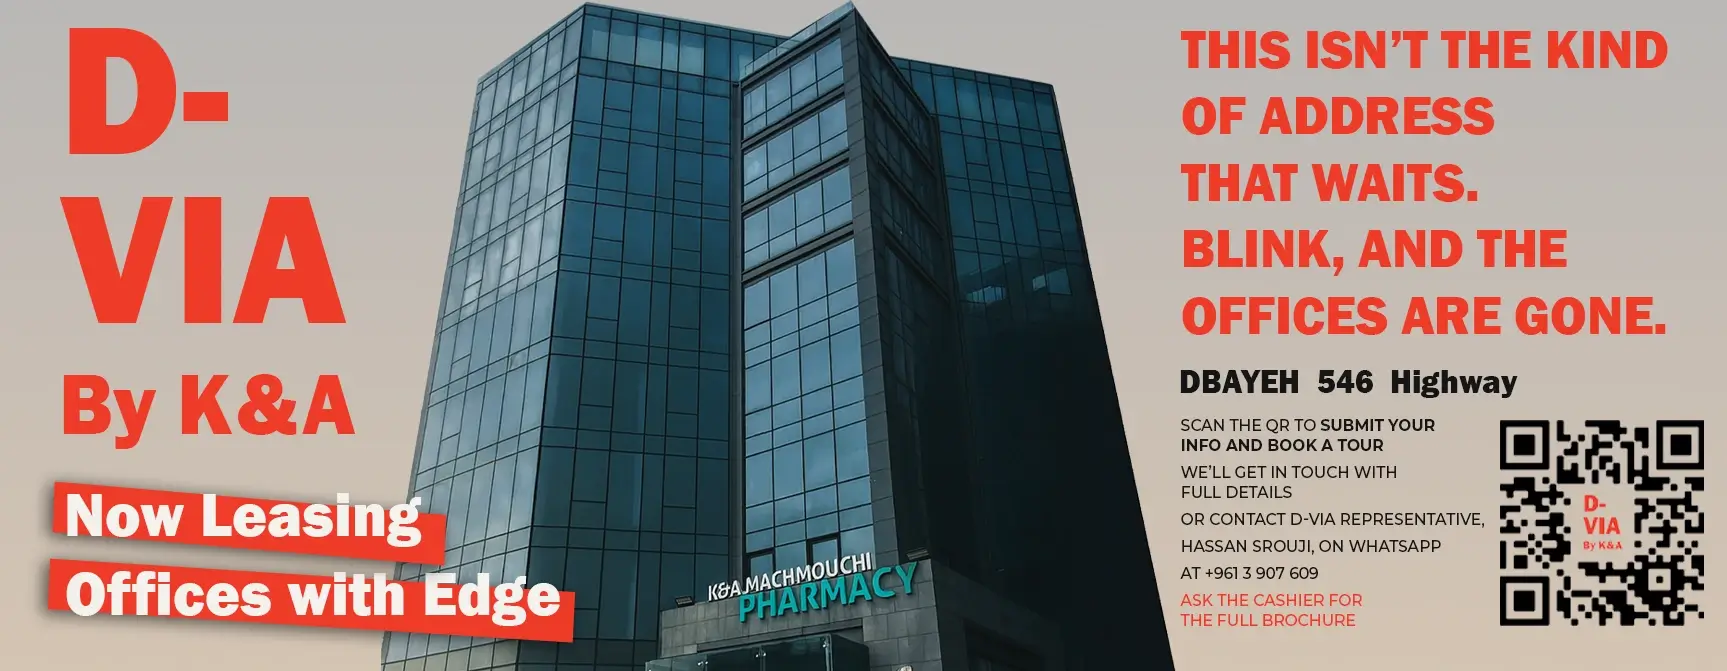 D-
VIA
By K&A
Now Leasing
Offices with Edge
K&A MACHMOUCHI
PHARMACY
THIS ISN'T THE KIND
OF ADDRESS
THAT WAITS.
BLINK, AND THE
OFFICES ARE GONE.
DBAYEH 546 Highway
SCAN THE QR TO SUBMIT YOUR
INFO AND BOOK A TOUR
WE'LL GET IN TOUCH WITH
FULL DETAILS
OR CONTACT D-VIA REPRESENTATIVE,
HASSAN SROUJI, ON WHATSAPP
AT +961 3 907 609
ASK THE CASHIER FOR
THE FULL BROCHURE
D-
VIA
By K&A